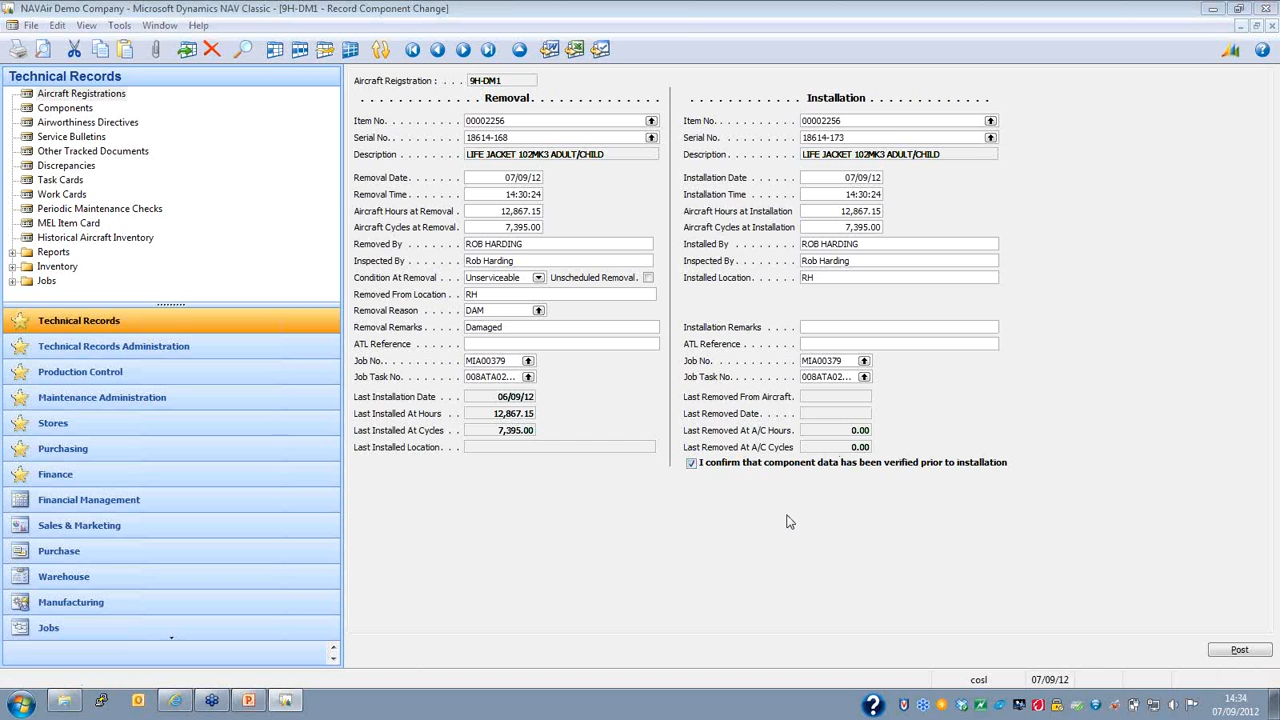 NAVAir Demo Company - Microsoft Dynamics NAV Classic - [9H-DM1 - Record Component Change]
File Edit View Tools Window Help
Technical Records
Aircraft Registrations
Components
Airworthiness Directives
Service Bulletins
Other Tracked Documents
Discrepancies
Task Cards
Work Cards
Periodic Maintenance Checks
MEL Item Card
Historical Aircraft Inventory
Reports
Inventory
Jobs
Technical Records
Technical Records Administration
Production Control
Maintenance Administration
Stores
Purchasing
Finance
Financial Management
Sales & Marketing
Purchase
Warehouse
Manufacturing
Jobs
Aircraft Reigstration : . . . 9H-DM1
Removal
Item No. 00002256
Serial No. 18614-168
Description LIFE JACKET 102MK3 ADULT/CHILD
Removal Date 07/09/12
Removal Time 14:30:24
Aircraft Hours at Removal 12,867.15
Aircraft Cycles at Removal 7,395.00
Removed By ROB HARDING
Inspected By Rob Harding
Condition At Removal Unserviceable Unscheduled Removal
Removed From Location RH
Removal Reason DAM
Removal Remarks Damaged
ATL Reference
Job No. MIA00379
Job Task No. 008ATA02...
Last Installation Date 06/09/12
Last Installed At Hours 12,867.15
Last Installed At Cycles 7,395.00
Last Installed Location
Installation
Item No. 00002256
Serial No. 18614-173
Description LIFE JACKET 102MK3 ADULT/CHILD
Installation Date 07/09/12
Installation Time 14:30:24
Aircraft Hours at Installation 12,867.15
Aircraft Cycles at Installation 7,395.00
Installed By ROB HARDING
Inspected By Rob Harding
Installed Location RH
Installation Remarks
ATL Reference
Job No. MIA00379
Job Task No. 008ATA02...
Last Removed From Aircraft
Last Removed Date
Last Removed At A/C Hours 0.00
Last Removed At A/C Cycles 0.00
I confirm that component data has been verified prior to installation
Post
cosl 07/09/12
14:34
07/09/2012